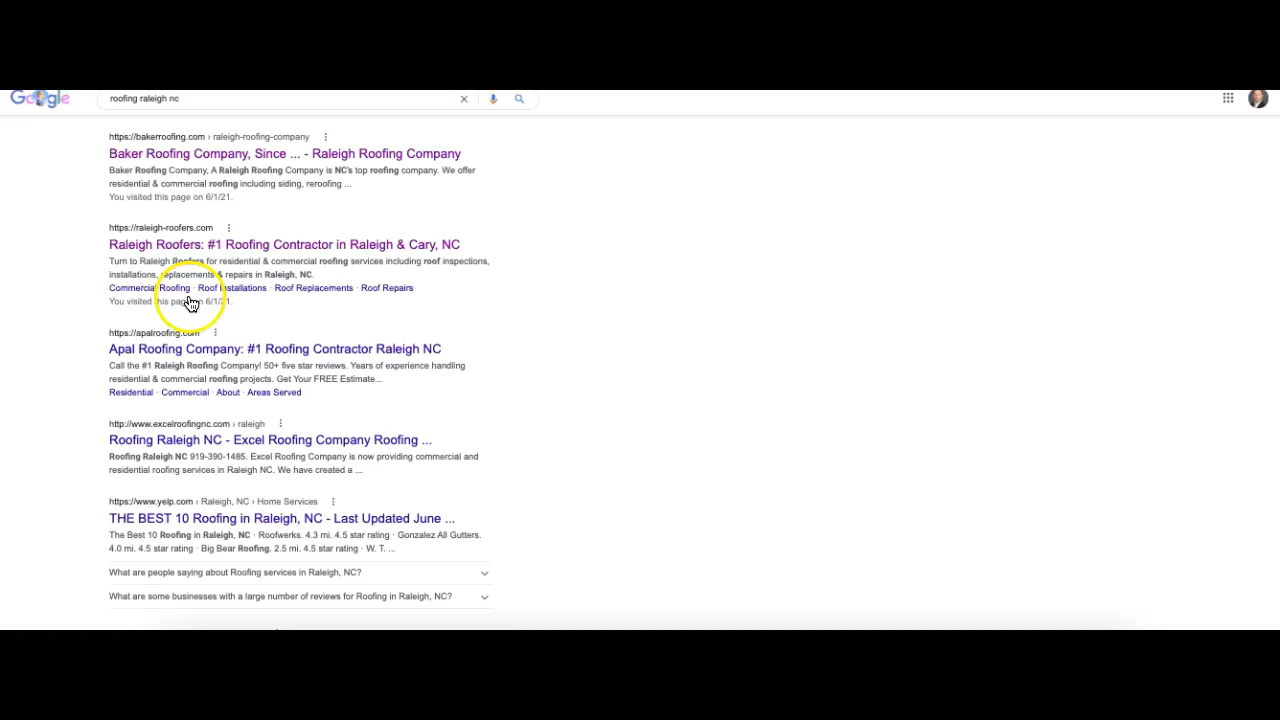 Google
roofing raleigh nc
https://bakerroofing.com › raleigh-roofing-company
Baker Roofing Company, Since ... - Raleigh Roofing Company
Baker Roofing Company, A Raleigh Roofing Company is NC's top roofing company. We offer
residential & commercial roofing including siding, reroofing ...
You visited this page on 6/1/21.
https://raleigh-roofers.com
Raleigh Roofers: #1 Roofing Contractor in Raleigh & Cary, NC
Turn to Raleigh Roofers for residential & commercial roofing services including roof inspections,
installations, replacements & repairs in Raleigh, NC.
Commercial Roofing · Roof Installations · Roof Replacements · Roof Repairs
You visited this page on 6/1/21.
https://apalroofing.com
Apal Roofing Company: #1 Roofing Contractor Raleigh NC
Call the #1 Raleigh Roofing Company! 50+ five star reviews. Years of experience handling
residential & commercial roofing projects. Get Your FREE Estimate...
Residential · Commercial · About · Areas Served
http://www.excelroofingnc.com › raleigh
Roofing Raleigh NC - Excel Roofing Company Roofing ...
Roofing Raleigh NC 919-390-1485. Excel Roofing Company is now providing commercial and
residential roofing services in Raleigh NC. We have created a ...
https://www.yelp.com › Raleigh, NC › Home Services
THE BEST 10 Roofing in Raleigh, NC - Last Updated June ...
The Best 10 Roofing in Raleigh, NC · Roofwerks. 4.3 mi. 4.5 star rating · Gonzalez All Gutters.
4.0 mi. 4.5 star rating · Big Bear Roofing. 2.5 mi. 4.5 star rating · W. T. ...
What are people saying about Roofing services in Raleigh, NC?
What are some businesses with a large number of reviews for Roofing in Raleigh, NC?